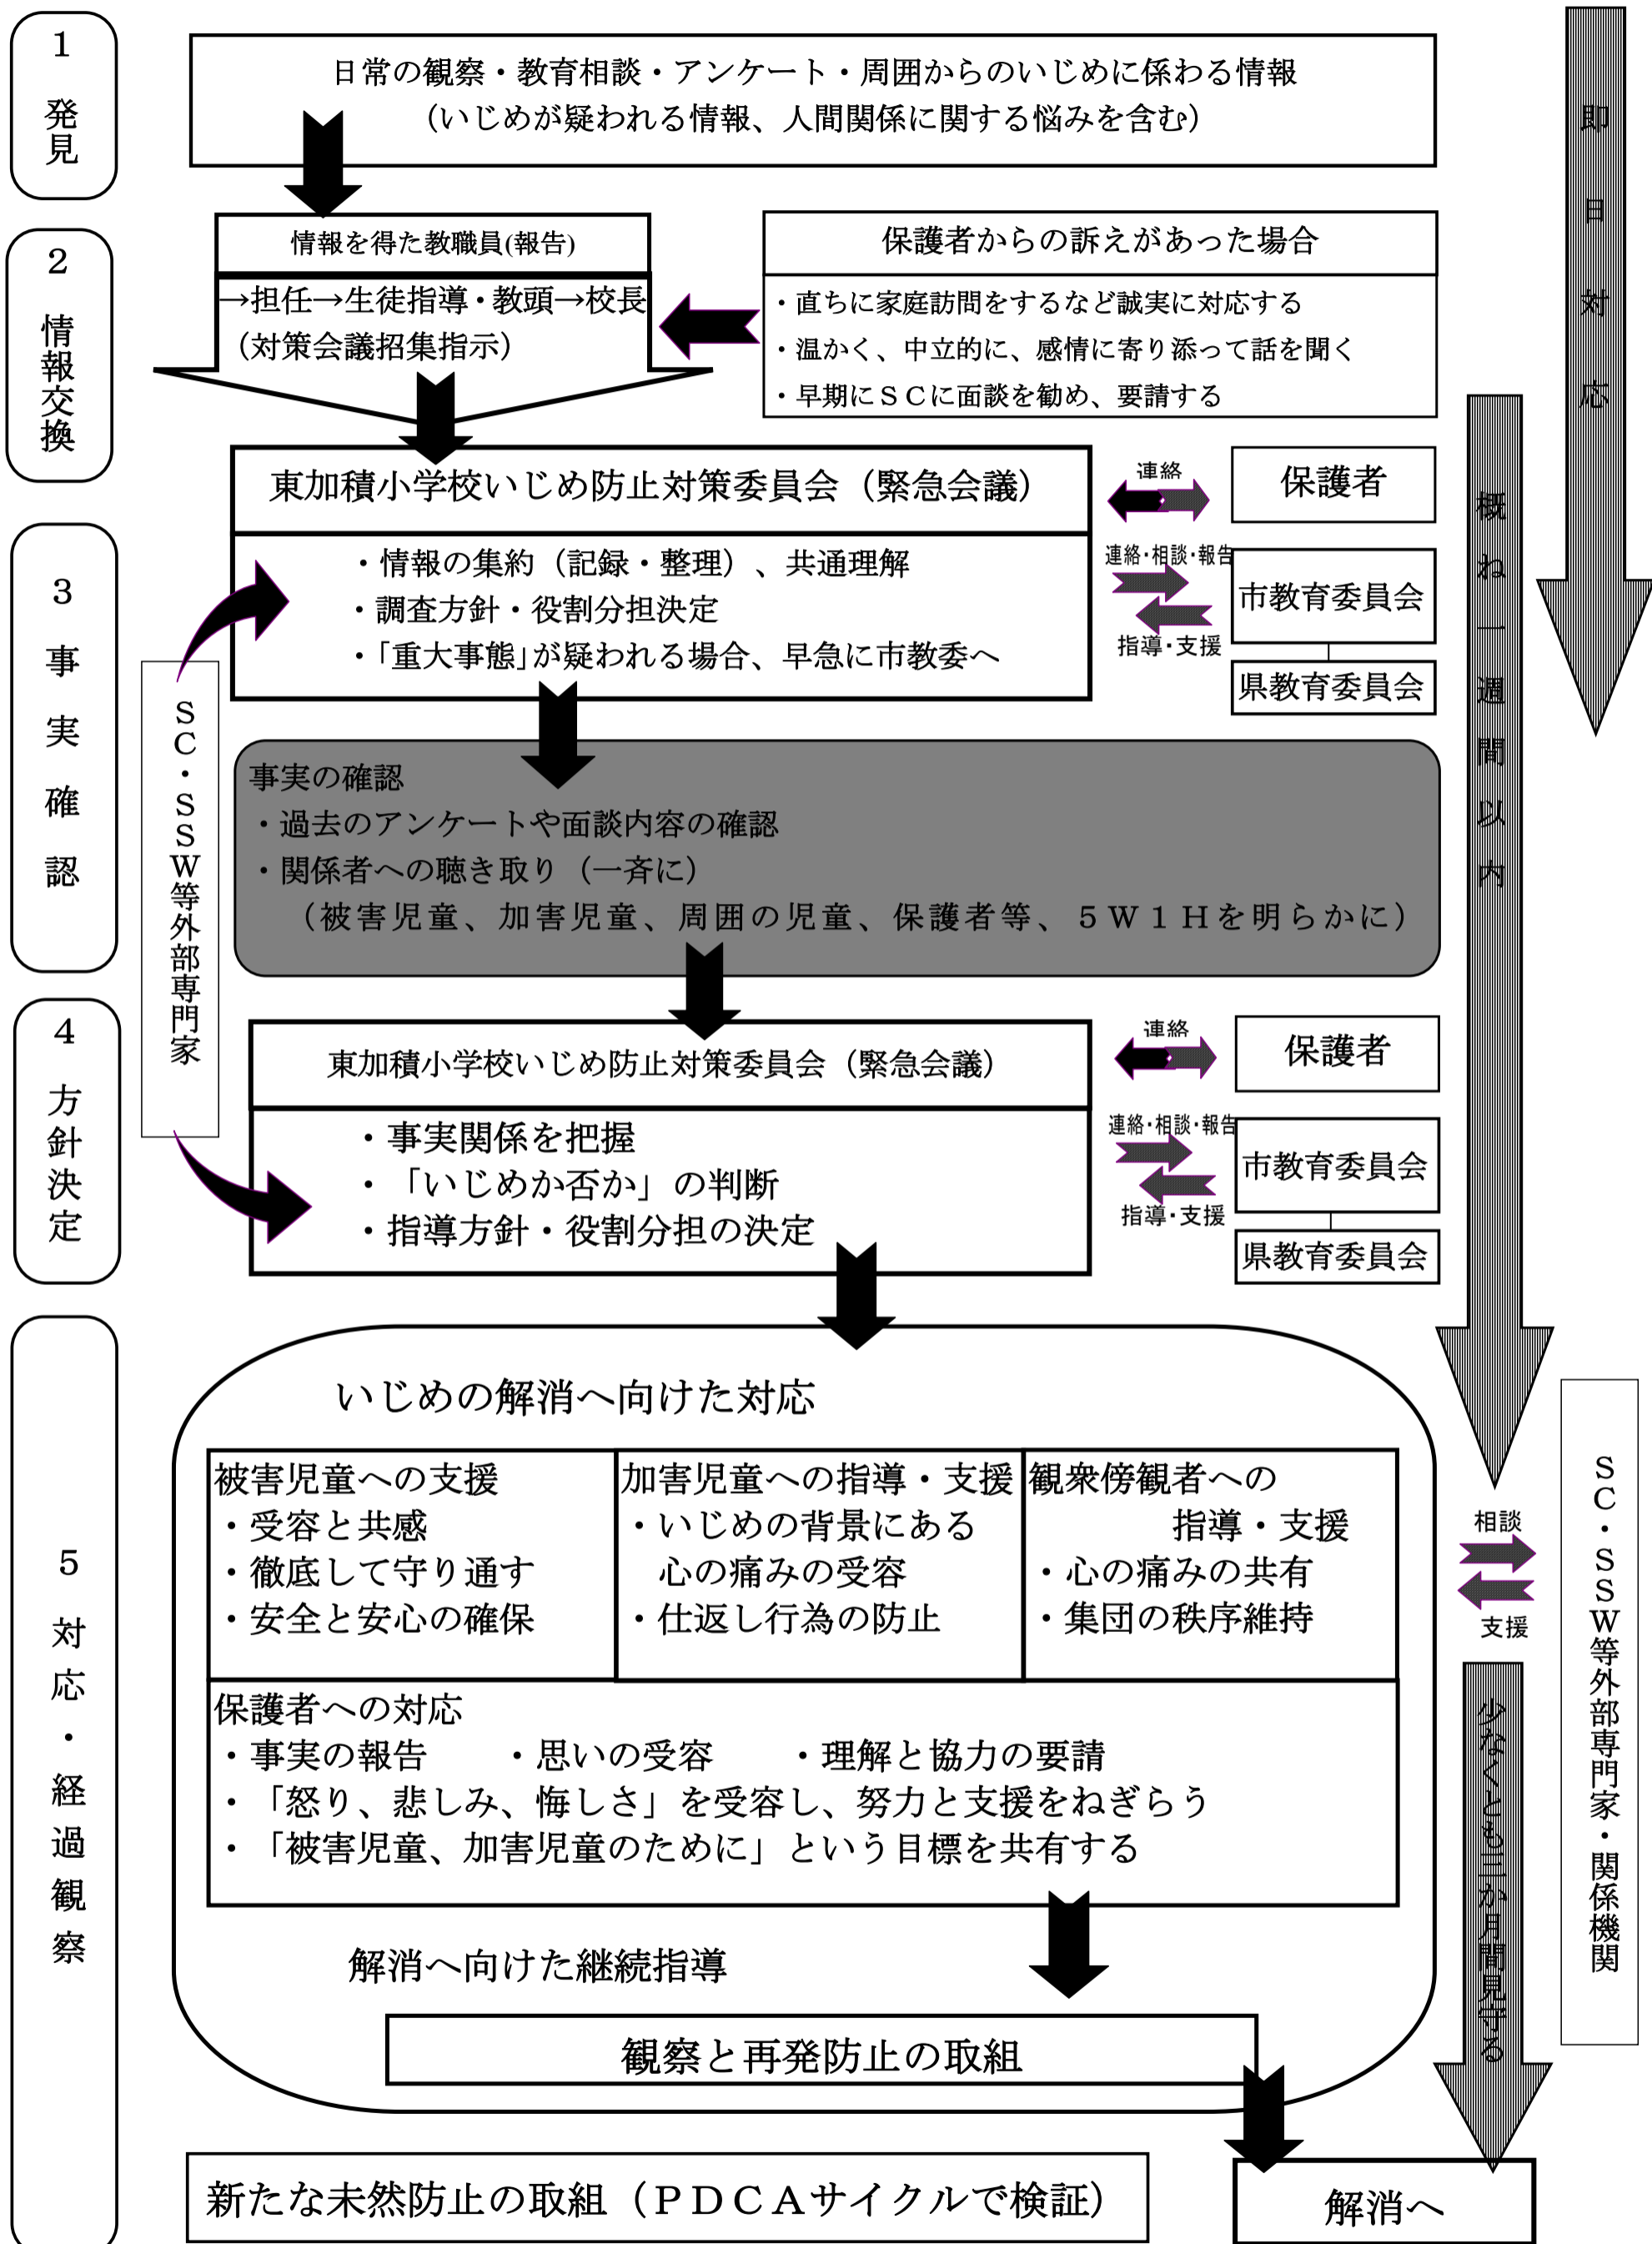 1
発見
日常の観察・教育相談・アンケート・周囲からのいじめに係わる情報
（いじめが疑われる情報、人間関係に関する悩みを含む）
即日対応
2
情報交換
情報を得た教職員(報告)
→担任→生徒指導・教頭→校長
（対策会議招集指示）
保護者からの訴えがあった場合
・直ちに家庭訪問をするなど誠実に対応する
・温かく、中立的に、感情に寄り添って話を聞く
・早期にＳＣに面談を勧め、要請する
概ね一週間以内
3
事実確認
東加積小学校いじめ防止対策委員会（緊急会議）
・情報の集約（記録・整理）、共通理解
・調査方針・役割分担決定
・「重大事態」が疑われる場合、早急に市教委へ
連絡
保護者
連絡・相談・報告
指導・支援
市教育委員会
県教育委員会
ＳＣ・ＳＳＷ等外部専門家
事実の確認
・過去のアンケートや面談内容の確認
・関係者への聴き取り（一斉に）
（被害児童、加害児童、周囲の児童、保護者等、５Ｗ１Ｈを明らかに）
4
方針決定
東加積小学校いじめ防止対策委員会（緊急会議）
・事実関係を把握
・「いじめか否か」の判断
・指導方針・役割分担の決定
連絡
保護者
連絡・相談・報告
指導・支援
市教育委員会
県教育委員会
5
対応・経過観察
いじめの解消へ向けた対応
被害児童への支援
・受容と共感
・徹底して守り通す
・安全と安心の確保
加害児童への指導・支援
・いじめの背景にある
心の痛みの受容
・仕返し行為の防止
観衆傍観者への
指導・支援
・心の痛みの共有
・集団の秩序維持
保護者への対応
・事実の報告　・思いの受容　・理解と協力の要請
・「怒り、悲しみ、悔しさ」を受容し、努力と支援をねぎらう
・「被害児童、加害児童のために」という目標を共有する
相談
支援
ＳＣ・ＳＳＷ等外部専門家・関係機関
少なくとも三か月間見守る
解消へ向けた継続指導
観察と再発防止の取組
新たな未然防止の取組（ＰＤＣＡサイクルで検証）
解消へ